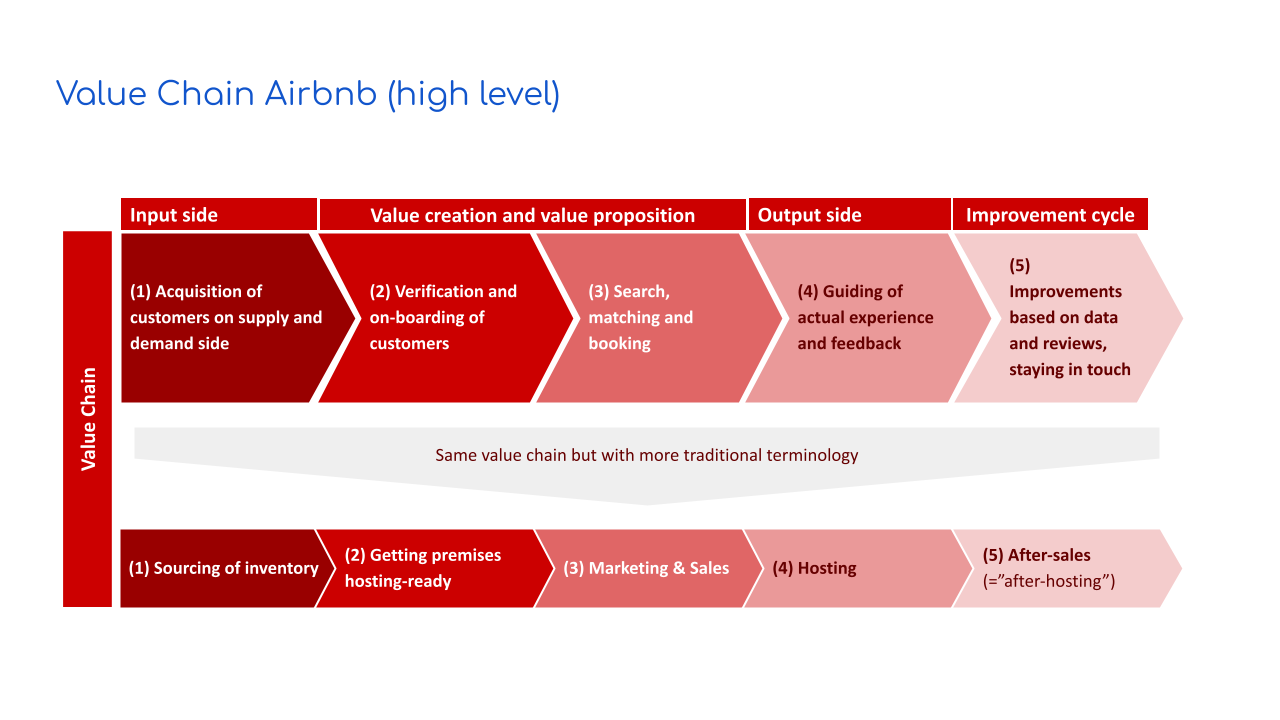 Value Chain Airbnb (high level)
Input side
Value creation and value proposition
Output side
Improvement cycle
Value Chain
(1) Acquisition of
customers on supply and
demand side
(2) Verification and
on-boarding of
customers
(3) Search,
matching and
booking
(4) Guiding of
actual experience
and feedback
(5)
Improvements
based on data
and reviews,
staying in touch
Same value chain but with more traditional terminology
(1) Sourcing of inventory
(2) Getting premises
hosting-ready
(3) Marketing & Sales
(4) Hosting
(5) After-sales
(=”after-hosting”)